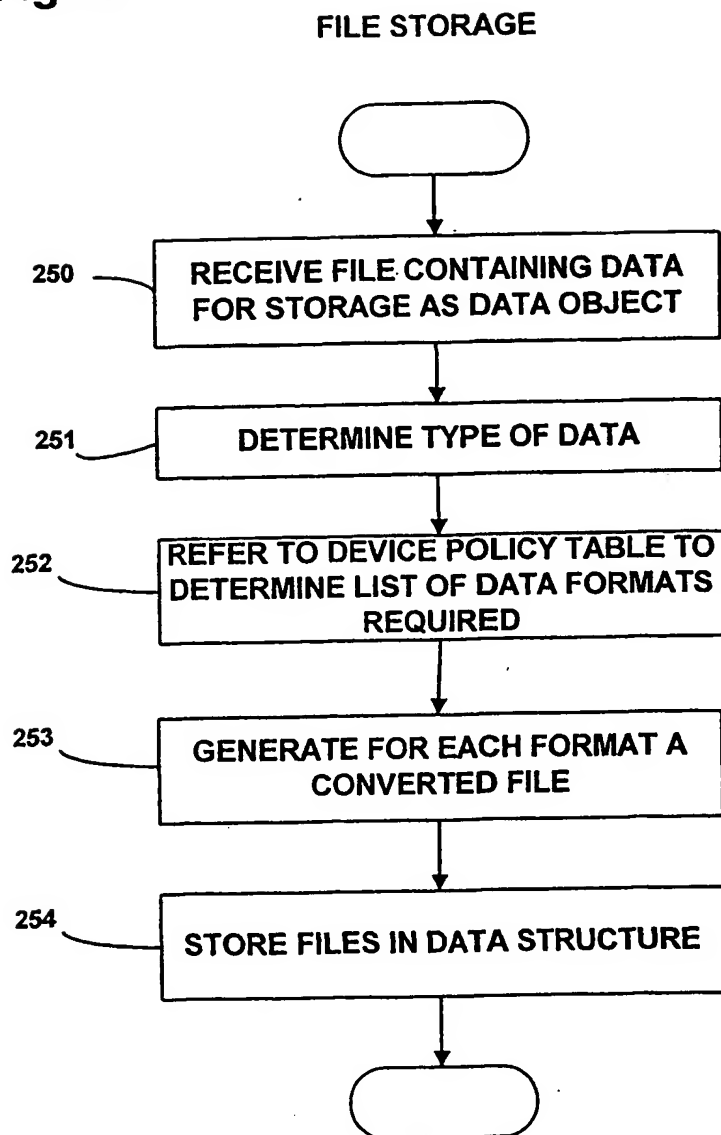 FILE STORAGE
250
RECEIVE FILE CONTAINING DATA
FOR STORAGE AS DATA OBJECT
251
DETERMINE TYPE OF DATA
252
REFER TO DEVICE POLICY TABLE TO
DETERMINE LIST OF DATA FORMATS
REQUIRED
253
GENERATE FOR EACH FORMAT A
CONVERTED FILE
254
STORE FILES IN DATA STRUCTURE